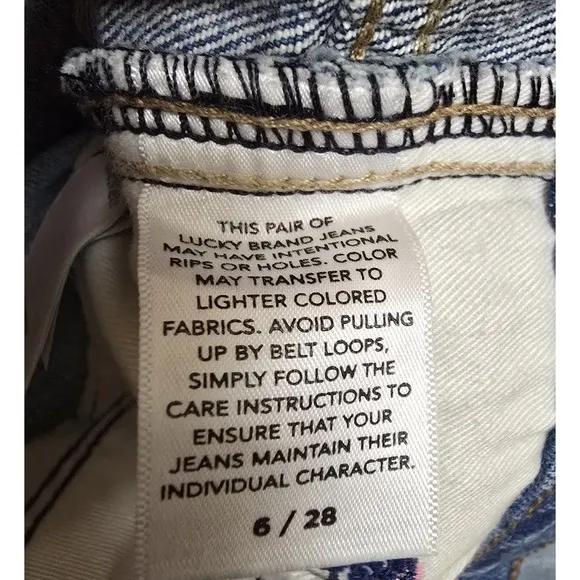 THIS PAIR OF
LUCKY BRAND JEANS
MAY HAVE INTENTIONAL
RIPS OR HOLES. COLOR
MAY TRANSFER TO
LIGHTER COLORED
FABRICS. AVOID PULLING
UP BY BELT LOOPS,
SIMPLY FOLLOW THE
CARE INSTRUCTIONS TO
ENSURE THAT YOUR
JEANS MAINTAIN THEIR
INDIVIDUAL CHARACTER.
6 / 28